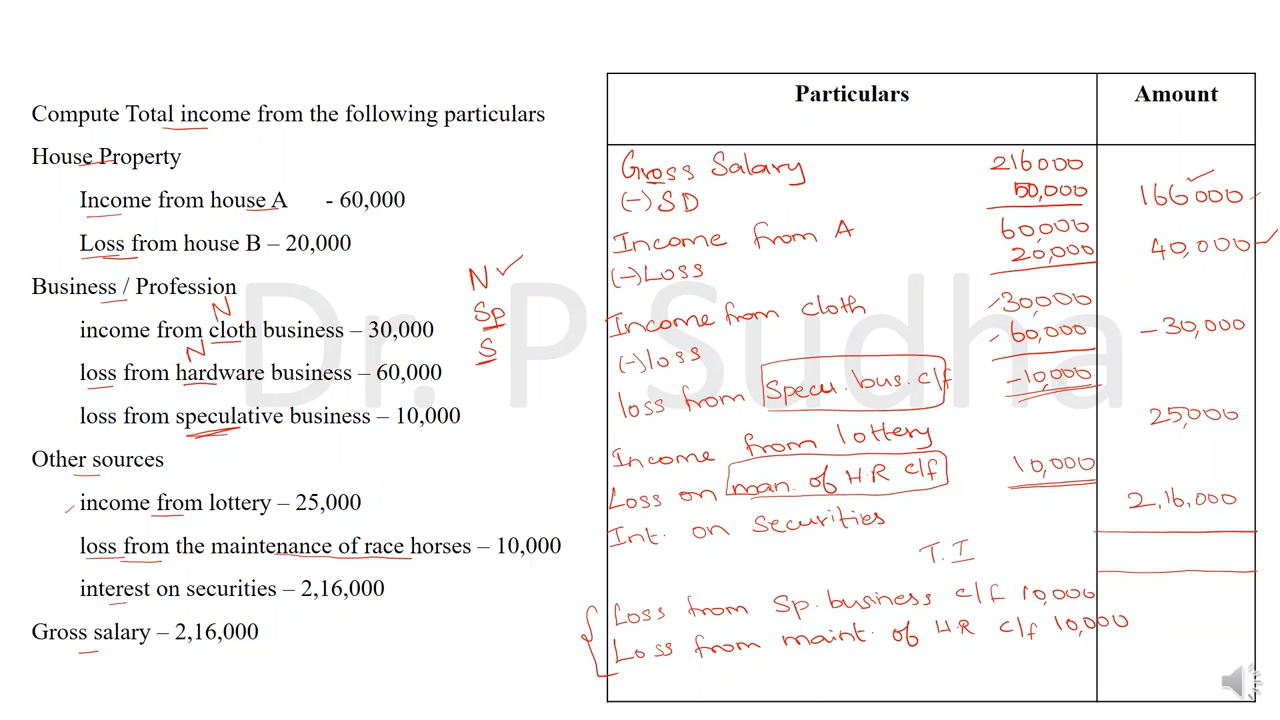 Compute Total income from the following particulars
House Property
Income from house A - 60,000
Loss from house B – 20,000
Business / Profession
N
income from cloth business – 30,000
N
loss from hardware business – 60,000
loss from speculative business – 10,000
Other sources
income from lottery – 25,000
loss from the maintenance of race horses – 10,000
interest on securities – 2,16,000
Gross salary – 2,16,000
N ✓
Sp
S
Dr. P Sudha
Particulars Amount
Gross Salary 216000
(-) SD 50,000 166000 ✓
Income from A 60,000
(-) Loss 20,000 40,000 ✓
Income from cloth 30,000
(-) loss 60,000 -30,000
loss from Specu. bus. c/f -10,000
Income from lottery 25,000
Loss on man. of H.R c/f 10,000
Int. on securities 2,16,000
T.I
Loss from Sp. business c/f 10,000
Loss from maint. of H.R c/f 10,000